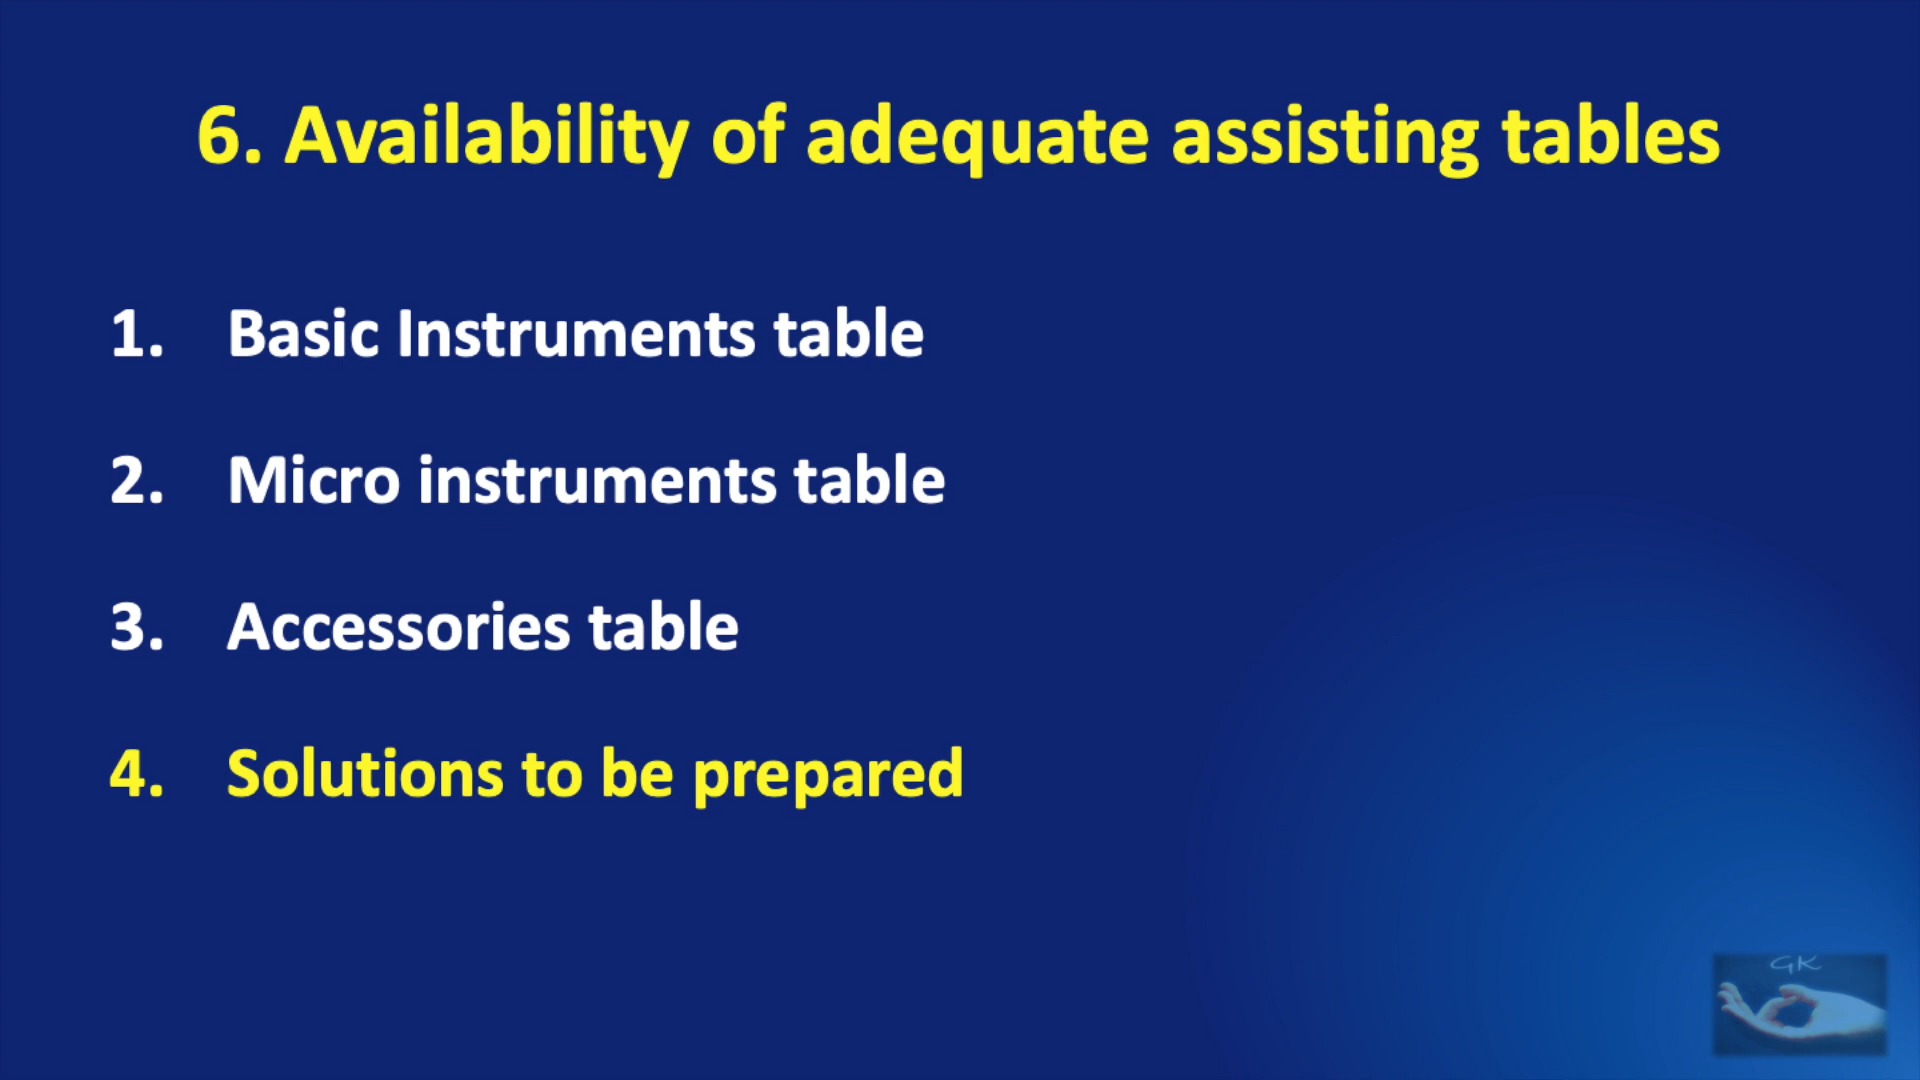 6. Availability of adequate assisting tables
1. Basic Instruments table
2. Micro instruments table
3. Accessories table
4. Solutions to be prepared
GK